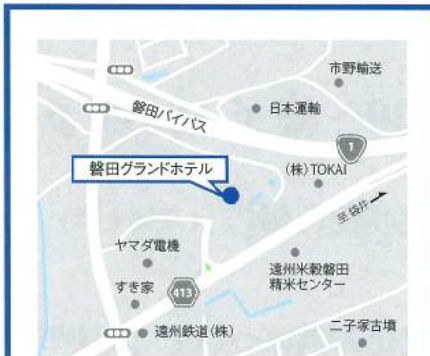 市野輸送
日本運輸
磐田バイパス
1
磐田グランドホテル
(株)TOKAI
至 袋井
ヤマダ電機
遠州米穀磐田
精米センター
すき家
413
遠州鉄道(株)
二子塚古墳